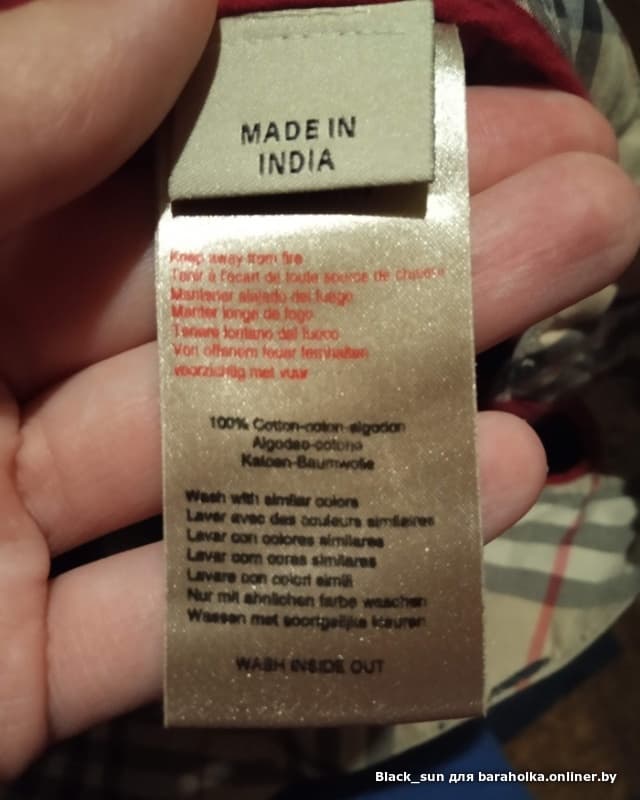 MADE IN
INDIA
Keep away from fire
Tenir à l'écart de toute source de chaleur
Mantener alejado del fuego
Manter longe do fogo
Tenere lontano dal fuoco
Von offenem feuer fernhalten
voorzichtig met vuur
100% Cotton-coton-algodon
Algodao-cotone
Katoen-Baumwolle
Wash with similar colors
Laver avec des couleurs similaires
Lavar con colores similares
Lavar com cores similares
Lavare con colori simili
Nur mit ähnlichen farbe waschen
Wassen met soortgelijke kleuren
WASH INSIDE OUT
Black_sun для baraholka.onliner.by